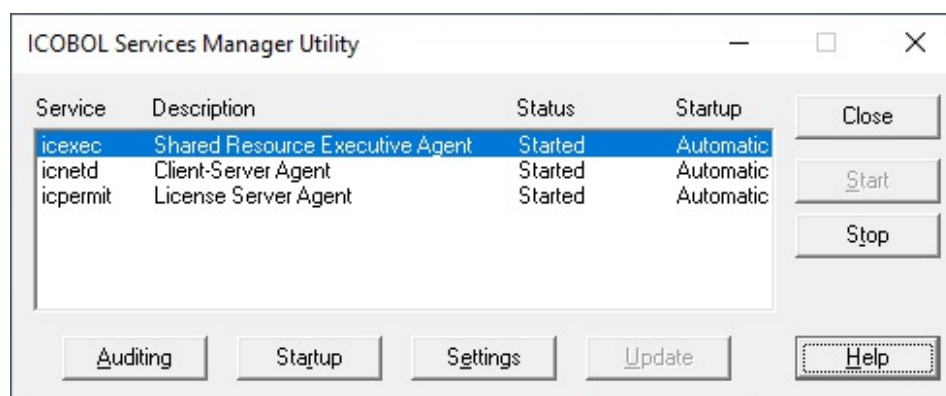 ICOBOL Services Manager Utility
Service Description Status Startup
icexec Shared Resource Executive Agent Started Automatic
icnetd Client-Server Agent Started Automatic
icpermit License Server Agent Started Automatic
Close
Start
Stop
Auditing Startup Settings Update Help